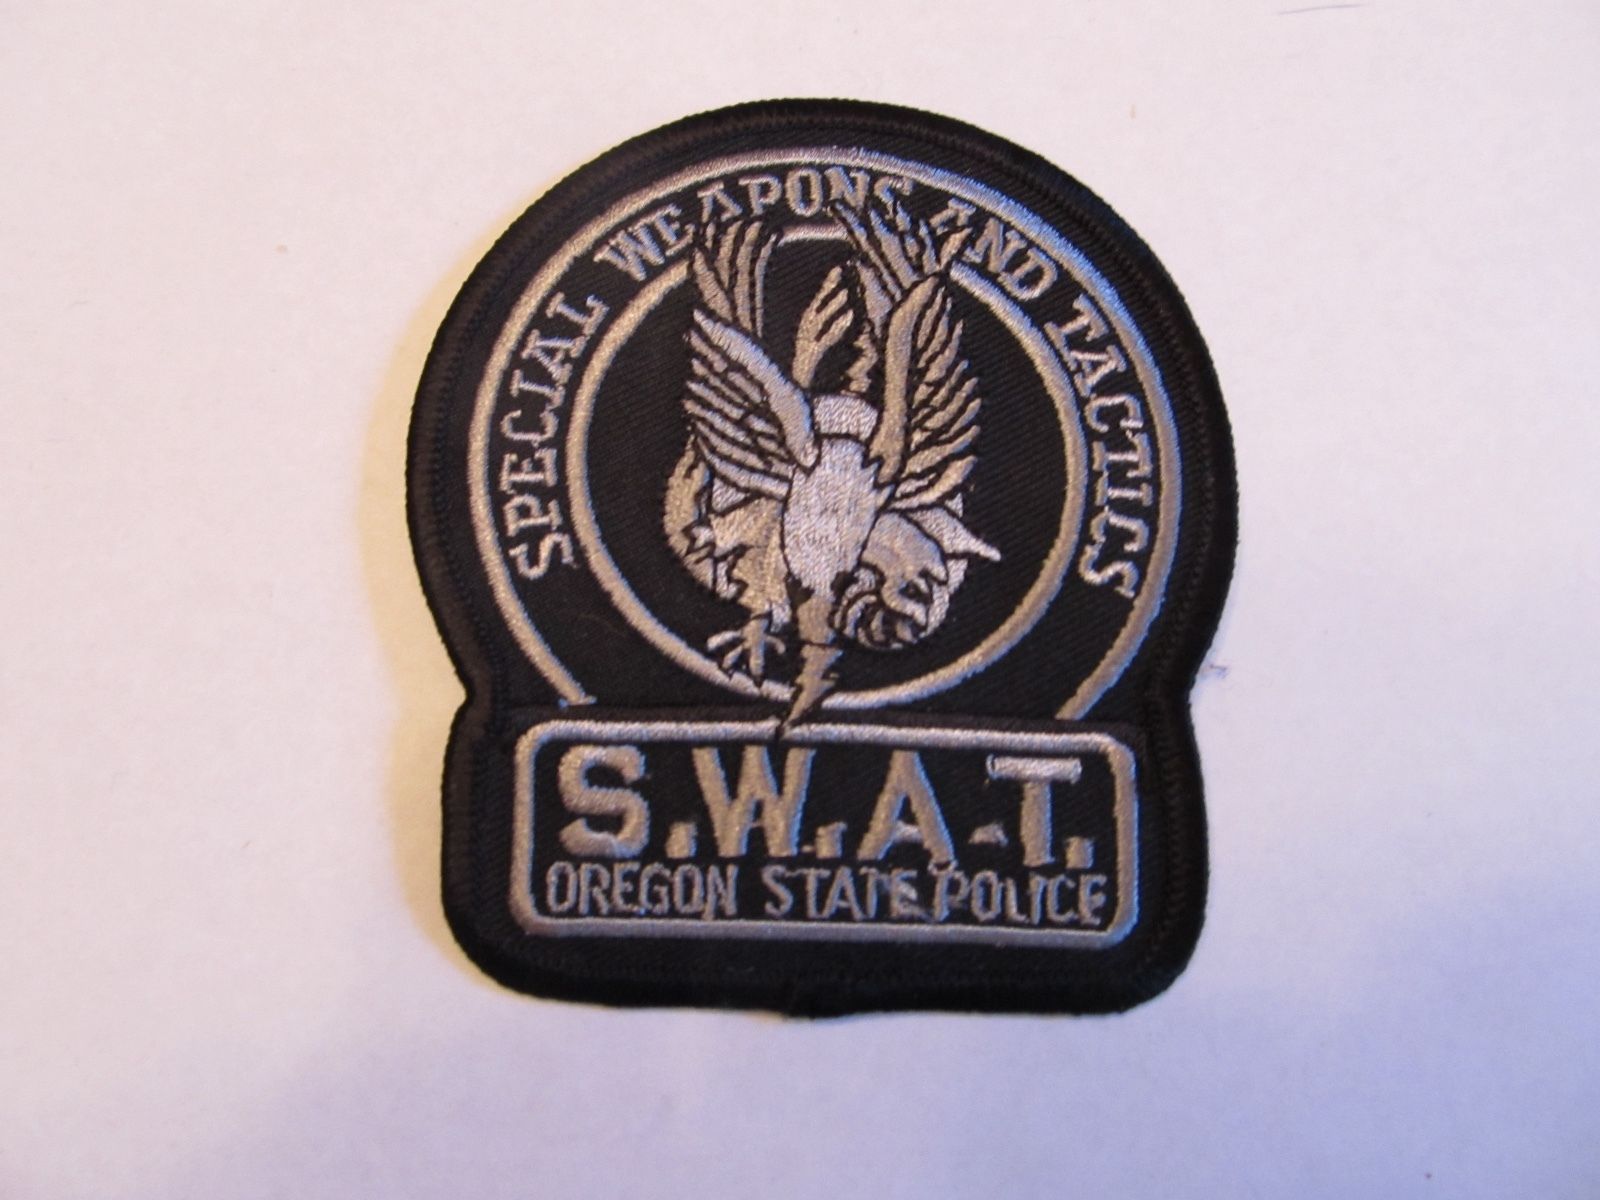 SPECIAL WEAPONS AND TACTICS
S.W.A.T.
OREGON STATE POLICE